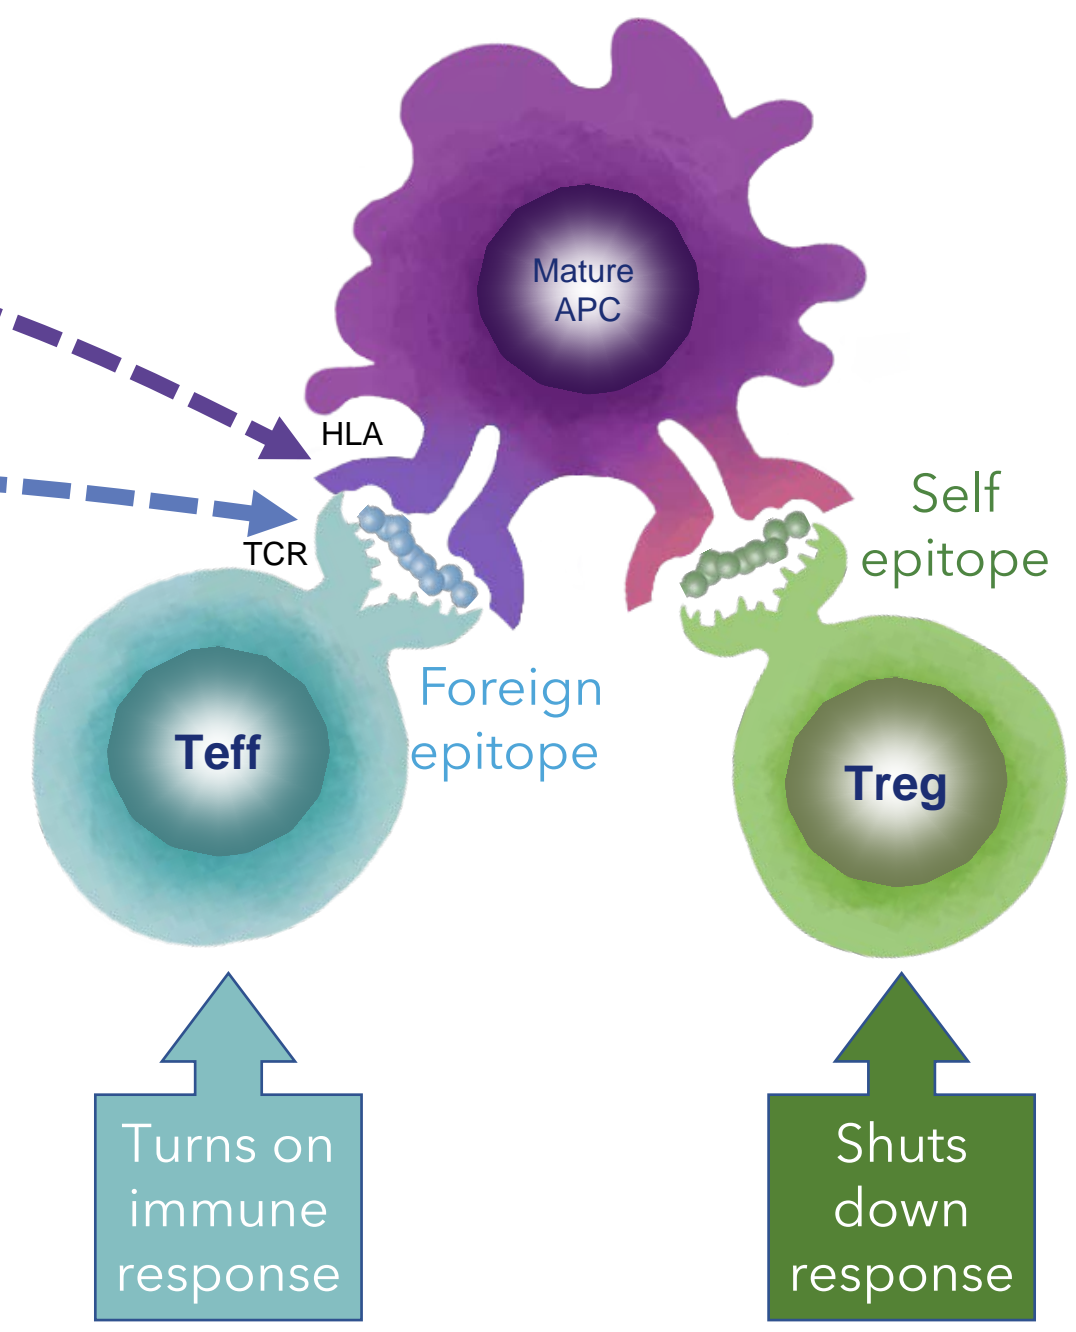 Mature
APC
HLA
TCR
Self
epitope
Foreign
epitope
Teff
Treg
Turns on
immune
response
Shuts
down
response